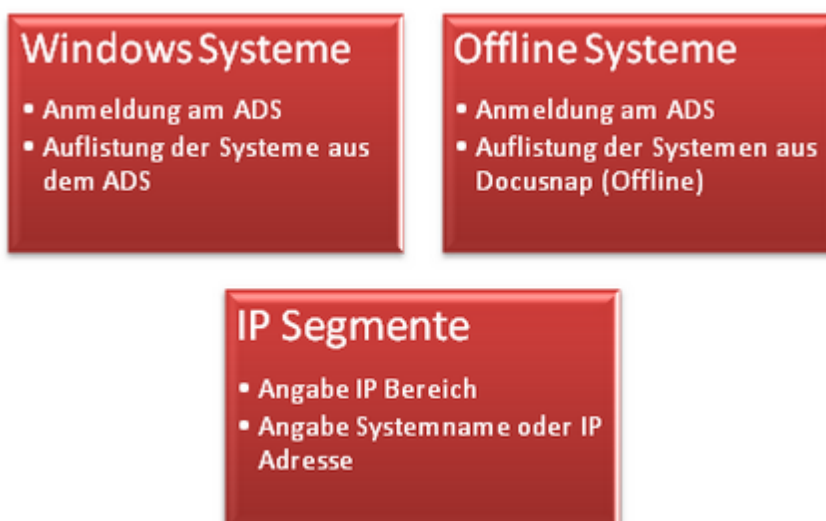 Windows Systeme
▪ Anmeldung am ADS
▪ Auflistung der Systeme aus
dem ADS
Offline Systeme
▪ Anmeldung am ADS
▪ Auflistung der Systemen aus
Docusnap (Offline)
IP Segmente
▪ Angabe IP Bereich
▪ Angabe Systemname oder IP
Adresse